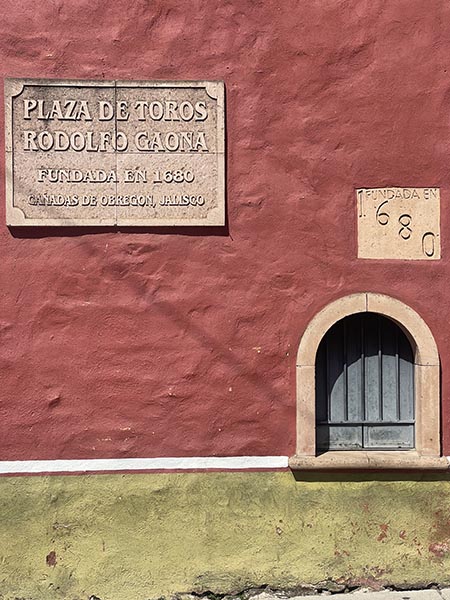 PLAZA DE TOROS
RODOLFO GAONA
FUNDADA EN 1680
CAÑADAS DE OBREGON, JALISCO
FUNDADA EN
1680